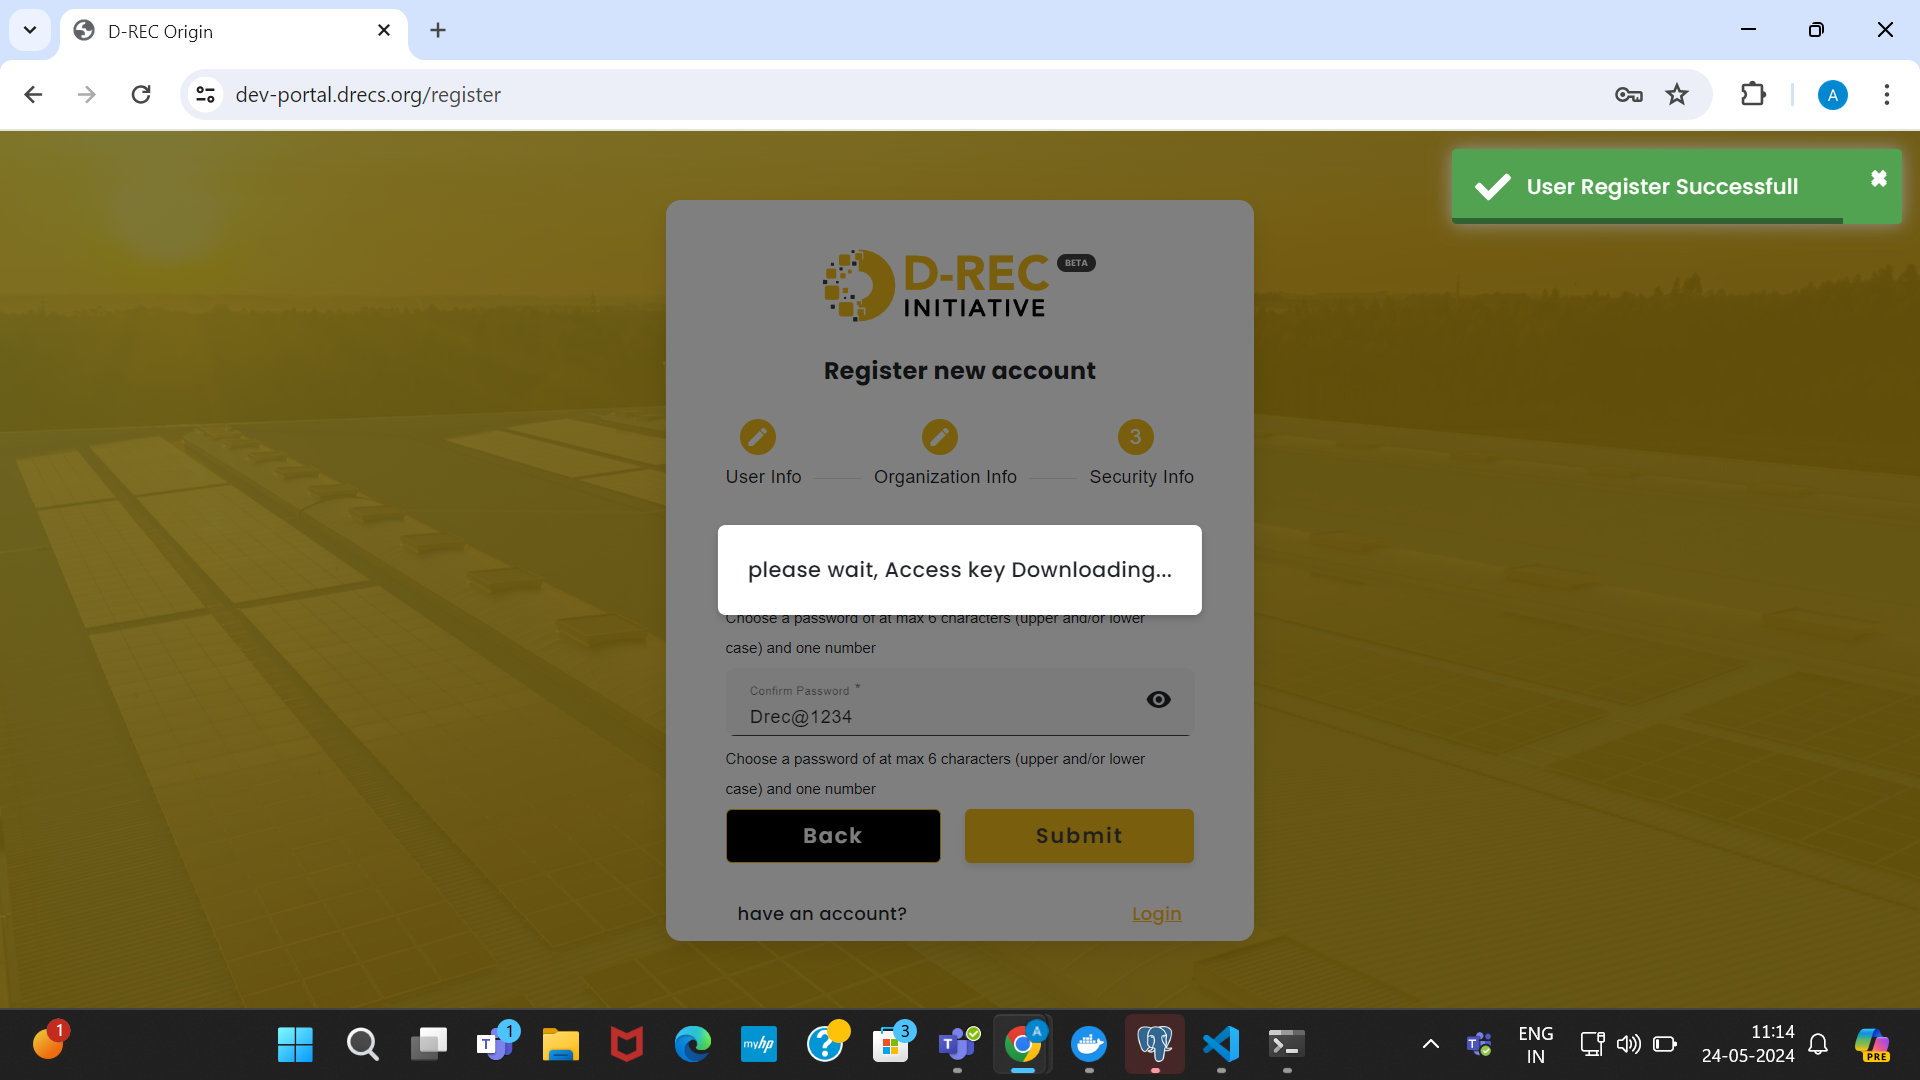 D-REC Origin
dev-portal.drecs.org/register
A
User Register Successfull
D-REC BETA
INITIATIVE
Register new account
3
User Info
Organization Info
Security Info
please wait, Access key Downloading...
Choose a password of at max 6 characters (upper and/or lower
case) and one number
Confirm Password *
Drec@1234
Choose a password of at max 6 characters (upper and/or lower
case) and one number
Back
Submit
have an account?
Login
1
T
1
myhp
?
3
T
A
T
ENG
IN
11:14
24-05-2024
PRE